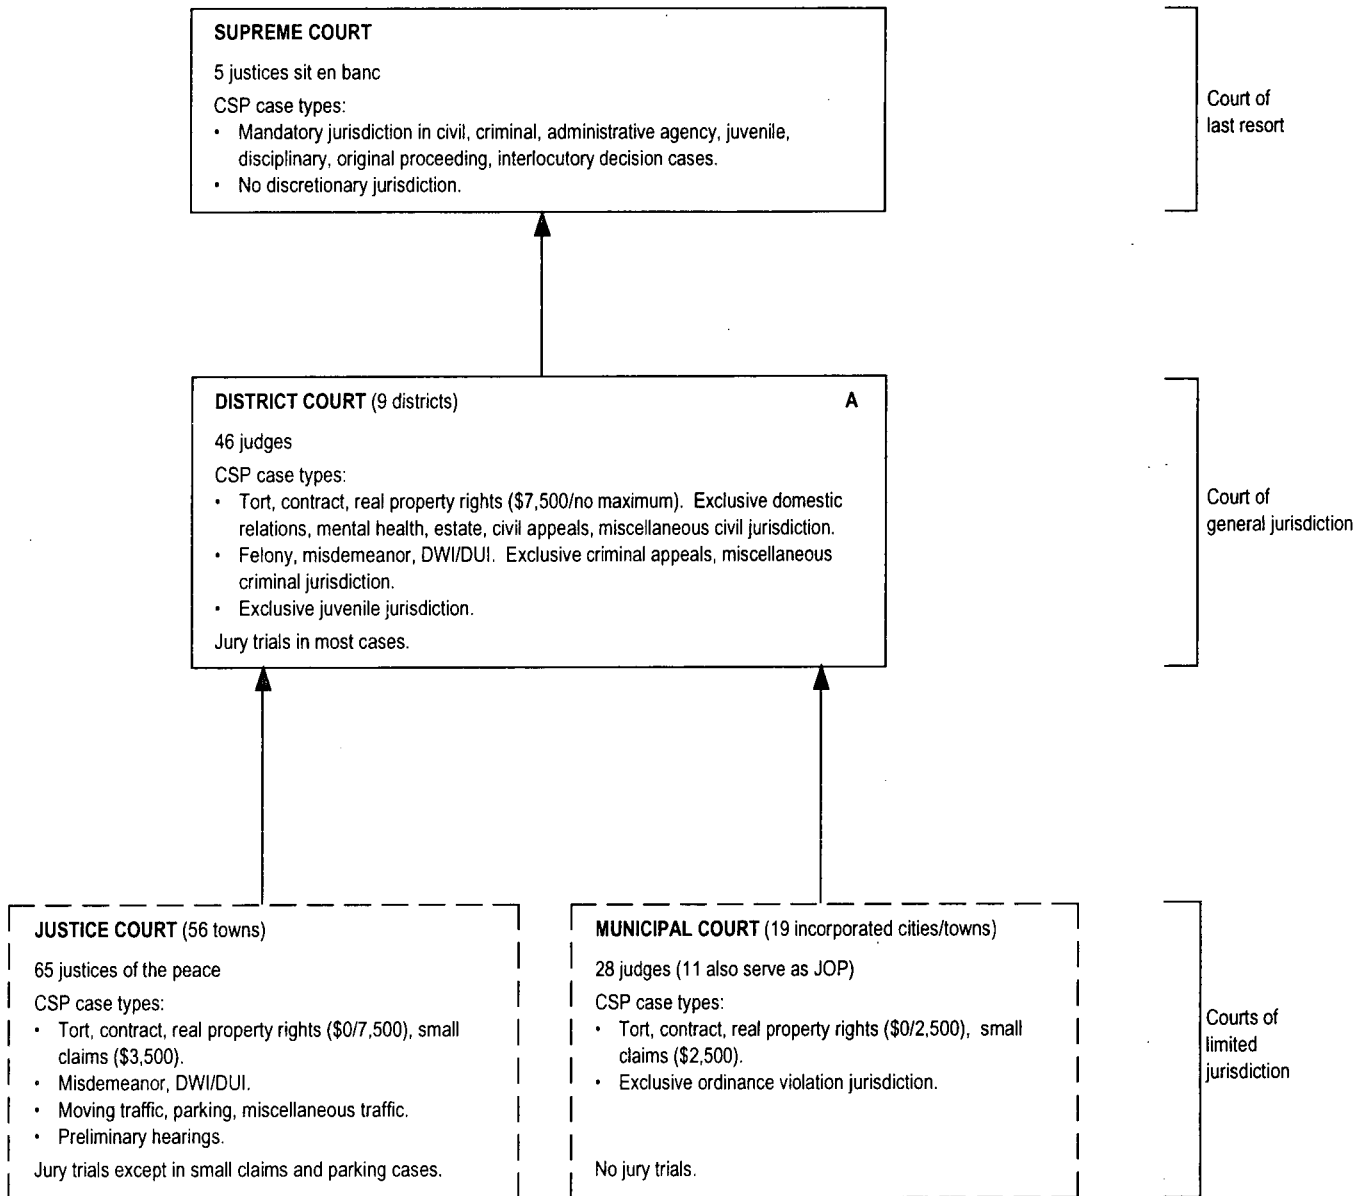 SUPREME COURT
5 justices sit en banc
CSP case types:
• Mandatory jurisdiction in civil, criminal, administrative agency, juvenile,
disciplinary, original proceeding, interlocutory decision cases.
• No discretionary jurisdiction.
Court of
last resort
DISTRICT COURT (9 districts) A
46 judges
CSP case types:
• Tort, contract, real property rights ($7,500/no maximum). Exclusive domestic
relations, mental health, estate, civil appeals, miscellaneous civil jurisdiction.
• Felony, misdemeanor, DWI/DUI. Exclusive criminal appeals, miscellaneous
criminal jurisdiction.
• Exclusive juvenile jurisdiction.
Jury trials in most cases.
Court of
general jurisdiction
JUSTICE COURT (56 towns)
65 justices of the peace
CSP case types:
• Tort, contract, real property rights ($0/7,500), small
claims ($3,500).
• Misdemeanor, DWI/DUI.
• Moving traffic, parking, miscellaneous traffic.
• Preliminary hearings.
Jury trials except in small claims and parking cases.
MUNICIPAL COURT (19 incorporated cities/towns)
28 judges (11 also serve as JOP)
CSP case types:
• Tort, contract, real property rights ($0/2,500), small
claims ($2,500).
• Exclusive ordinance violation jurisdiction.
No jury trials.
Courts of
limited
jurisdiction